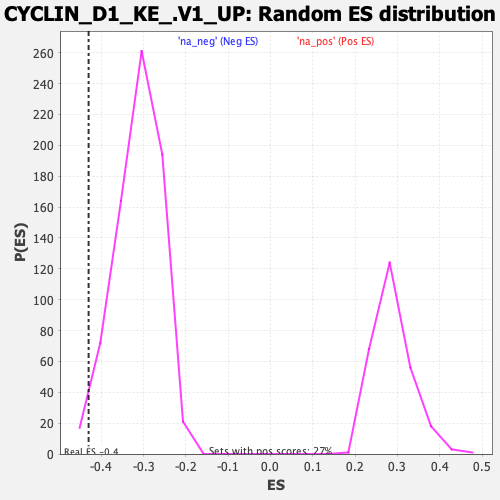 CYCLIN_D1_KE_.V1_UP: Random ES distribution
'na_neg' (Neg ES) 'na_pos' (Pos ES)
260
240
220
200
180
160
140
120
100
80
60
40
20
0
P(ES)
Real ES -0.4 Sets with pos scores: 27%
-0.4 -0.3 -0.2 -0.1 0.0 0.1 0.2 0.3 0.4 0.5
ES